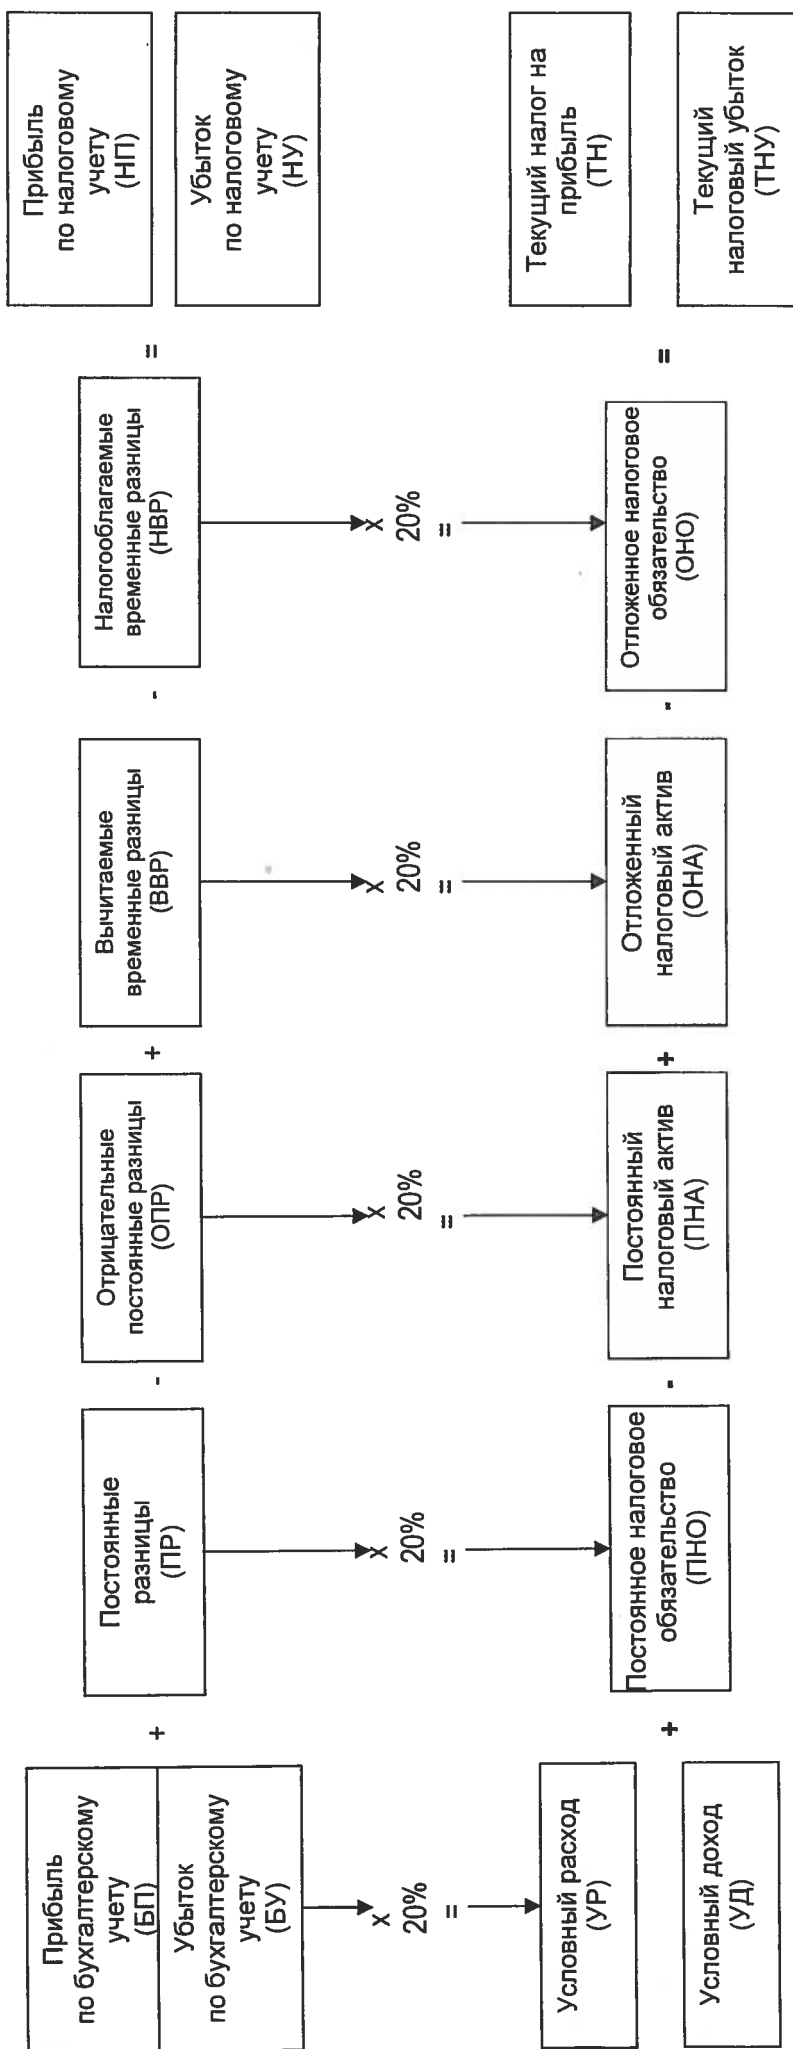 Прибыль
по бухгалтерскому
учету
(БП)
Убыток
по бухгалтерскому
учету
(БУ)
+
Постоянные
разницы
(ПР)
-
Отрицательные
постоянные разницы
(ОПР)
+
Вычитаемые
временные разницы
(ВВР)
-
Налогооблагаемые
временные разницы
(НВР)
=
Прибыль
по налоговому
учету
(НП)
Убыток
по налоговому
учету
(НУ)
х
20%
=
х
20%
=
х
20%
=
х
20%
=
х
20%
=
Условный расход
(УР)
Условный доход
(УД)
+
Постоянное налоговое
обязательство
(ПНО)
-
Постоянный
налоговый актив
(ПНА)
+
Отложенный
налоговый актив
(ОНА)
-
Отложенное налоговое
обязательство
(ОНО)
=
Текущий налог на
прибыль
(ТН)
Текущий
налоговый убыток
(ТНУ)